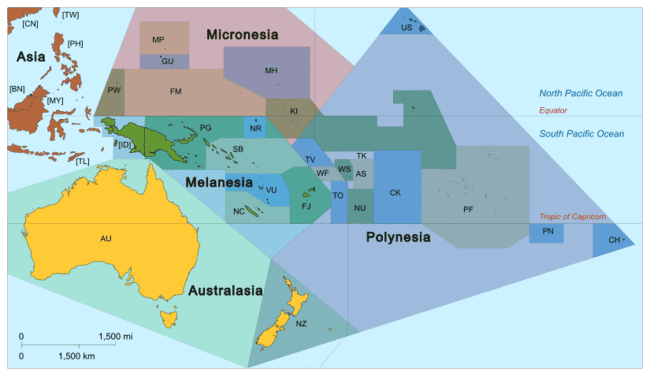 [TW]
[CN]
US
[PH]
MP
Micronesia
Asia
GU
MH
[BN]
PW
FM
North Pacific Ocean
[MY]
KI
Equator
PG
NR
South Pacific Ocean
[ID]
SB
TV
TK
[TL]
WF
WS
AS
Melanesia
VU
TO
CK
NC
FJ
NU
PF
Tropic of Capricorn
AU
Polynesia
PN
CH
Australasia
NZ
0
1,500 mi
0
1,500 km